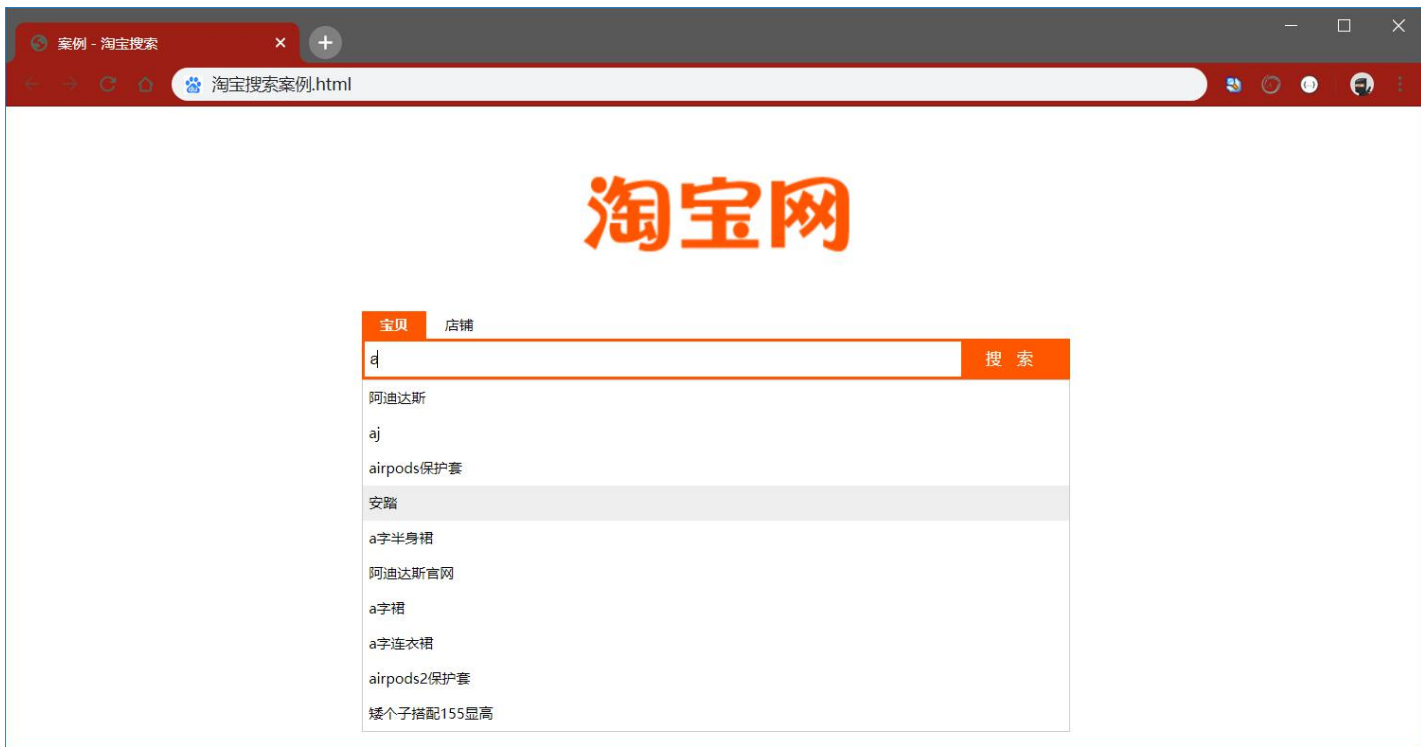 案例 - 淘宝搜索
淘宝搜索案例.html
淘宝网
宝贝 店铺
a 搜 索
阿迪达斯
aj
airpods保护套
安踏
a字半身裙
阿迪达斯官网
a字裙
a字连衣裙
airpods2保护套
矮个子搭配155显高